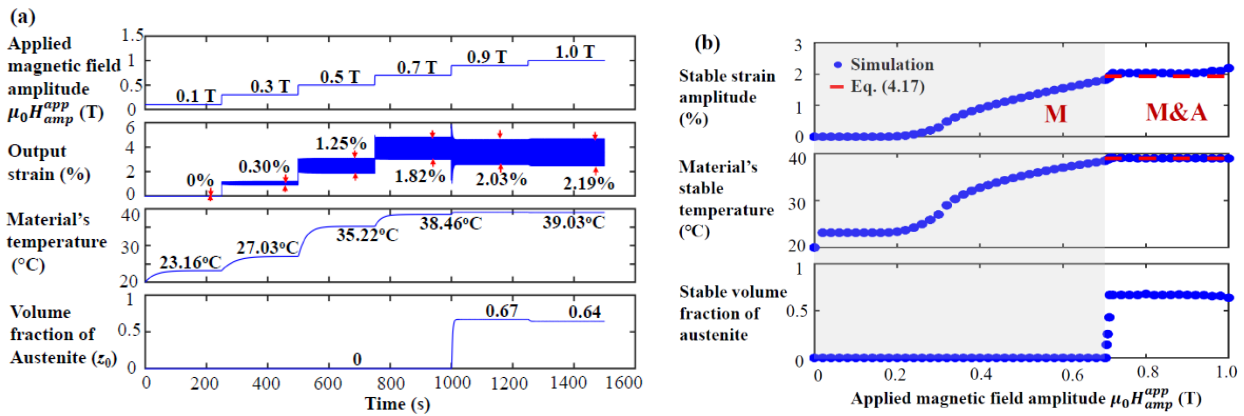 (a)
Applied magnetic field amplitude μ₀H_amp^app (T)
1.5
1
0.5
0
0.1 T
0.3 T
0.5 T
0.7 T
0.9 T
1.0 T
Output strain (%)
6
4
2
0
0%
0.30%
1.25%
1.82%
2.03%
2.19%
Material's temperature (°C)
40
30
20
23.16°C
27.03°C
35.22°C
38.46°C
39.03°C
Volume fraction of Austenite (z₀)
1
0.5
0
0
0.67
0.64
0 200 400 600 800 1000 1200 1400 1600
Time (s)
(b)
Stable strain amplitude (%)
3
2
1
0
Simulation
Eq. (4.17)
M
M&A
Material's stable temperature (°C)
40
30
20
Stable volume fraction of austenite
1
0.5
0
0 0.2 0.4 0.6 0.8 1.0
Applied magnetic field amplitude μ₀H_amp^app (T)